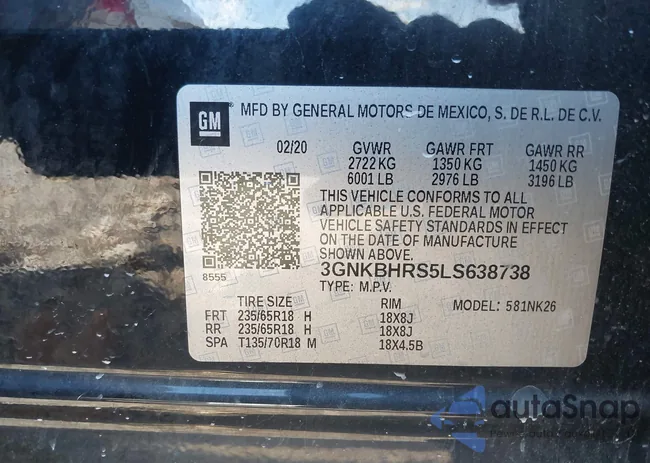 GM
MFD BY GENERAL MOTORS DE MEXICO, S. DE R.L. DE C.V.
02/20 GVWR GAWR FRT GAWR RR
2722 KG 1350 KG 1450 KG
6001 LB 2976 LB 3196 LB
THIS VEHICLE CONFORMS TO ALL
APPLICABLE U.S. FEDERAL MOTOR
VEHICLE SAFETY STANDARDS IN EFFECT
ON THE DATE OF MANUFACTURE
SHOWN ABOVE.
8555
3GNKBHRS5LS638738
TYPE: M.P.V.
TIRE SIZE RIM MODEL: 581NK26
FRT 235/65R18 H 18X8J
RR 235/65R18 H 18X8J
SPA T135/70R18 M 18X4.5B
autoSnap